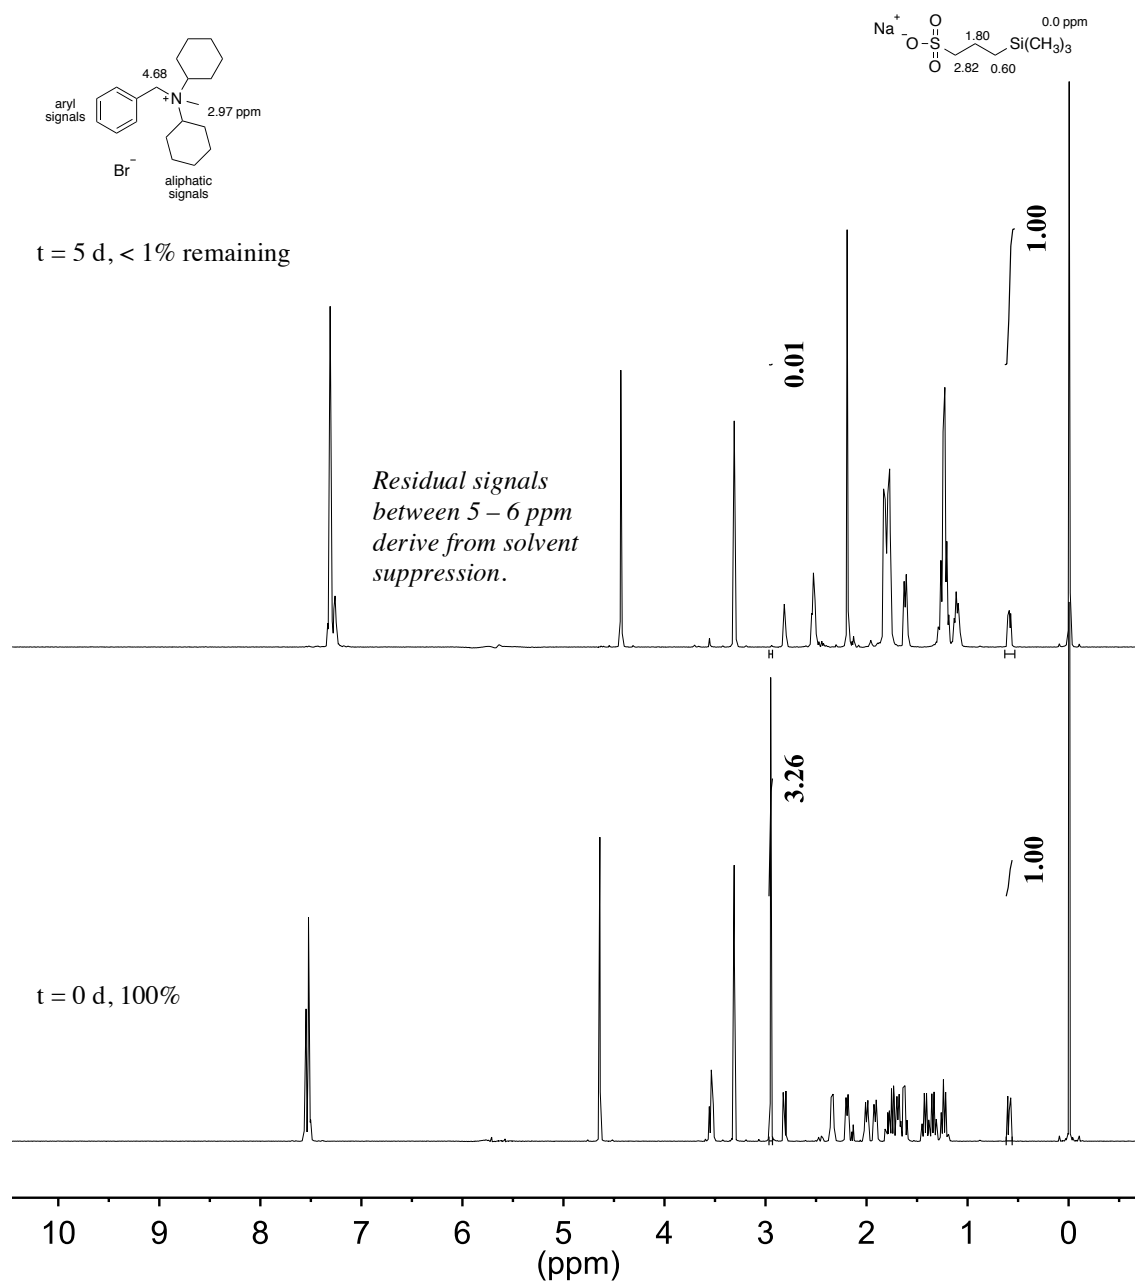 Na+
-O
O
S
O
1.80
2.82
0.60
0.0 ppm
Si(CH3)3
4.68
N
+
2.97 ppm
aryl
signals
Br−
aliphatic
signals
t = 5 d, < 1% remaining
1.00
0.01
Residual signals
between 5 – 6 ppm
derive from solvent
suppression.
3.26
1.00
t = 0 d, 100%
10 9 8 7 6 5 4 3 2 1 0
(ppm)